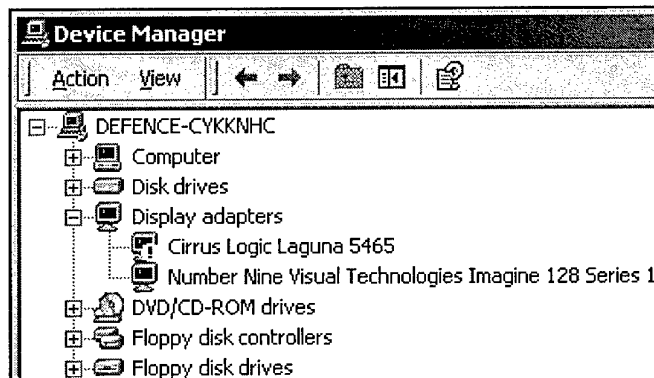 Device Manager
Action View
DEFENCE-CYKKNHC
Computer
Disk drives
Display adapters
Cirrus Logic Laguna 5465
Number Nine Visual Technologies Imagine 128 Series 1
DVD/CD-ROM drives
Floppy disk controllers
Floppy disk drives